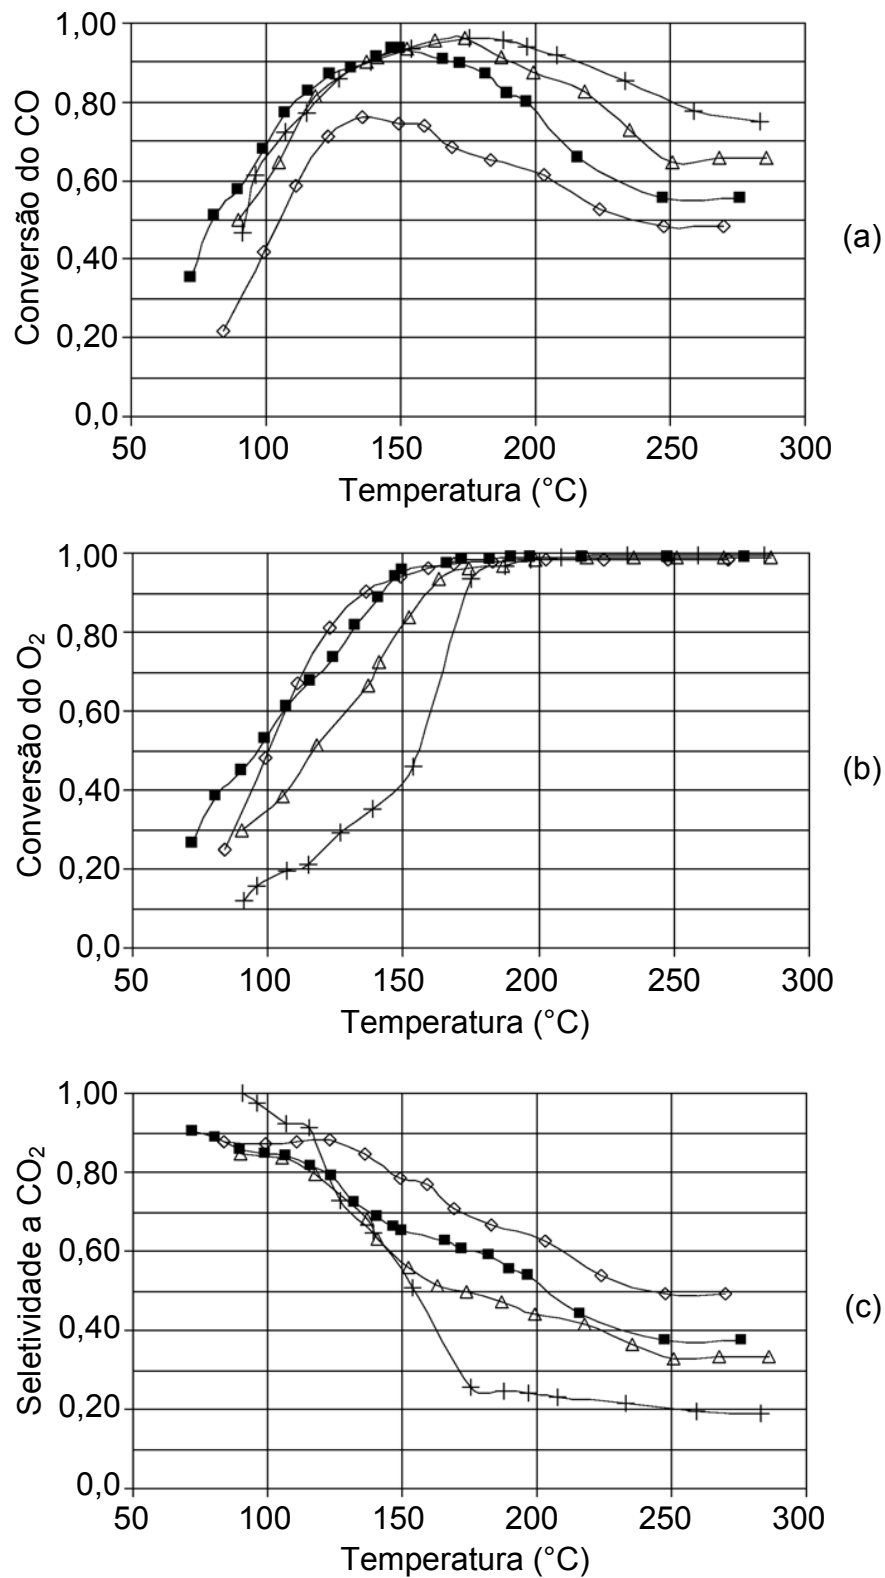 1,00
0,80
0,60
0,40
0,20
0,0
Conversão do CO
50 100 150 200 250 300
Temperatura (°C)
(a)
1,00
0,80
0,60
0,40
0,20
0,0
Conversão do O₂
50 100 150 200 250 300
Temperatura (°C)
(b)
1,00
0,80
0,60
0,40
0,20
0,0
Seletividade a CO₂
50 100 150 200 250 300
Temperatura (°C)
(c)